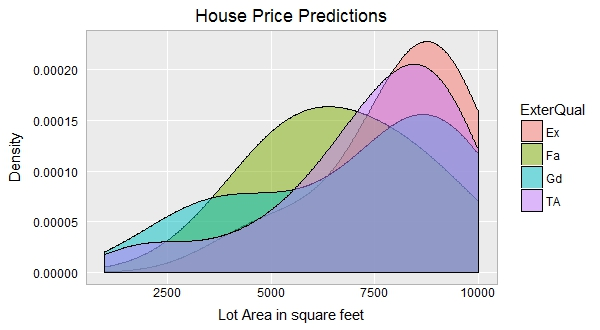 House Price Predictions
Density
0.00020
0.00015
0.00010
0.00005
0.00000
2500 5000 7500 10000
Lot Area in square feet
ExterQual
Ex
Fa
Gd
TA